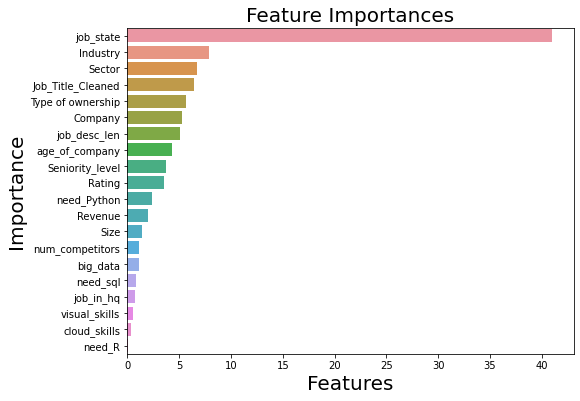 Feature Importances
job_state
Industry
Sector
Job_Title_Cleaned
Type of ownership
Company
job_desc_len
age_of_company
Seniority_level
Rating
need_Python
Revenue
Size
num_competitors
big_data
need_sql
job_in_hq
visual_skills
cloud_skills
need_R
Importance
0 5 10 15 20 25 30 35 40
Features